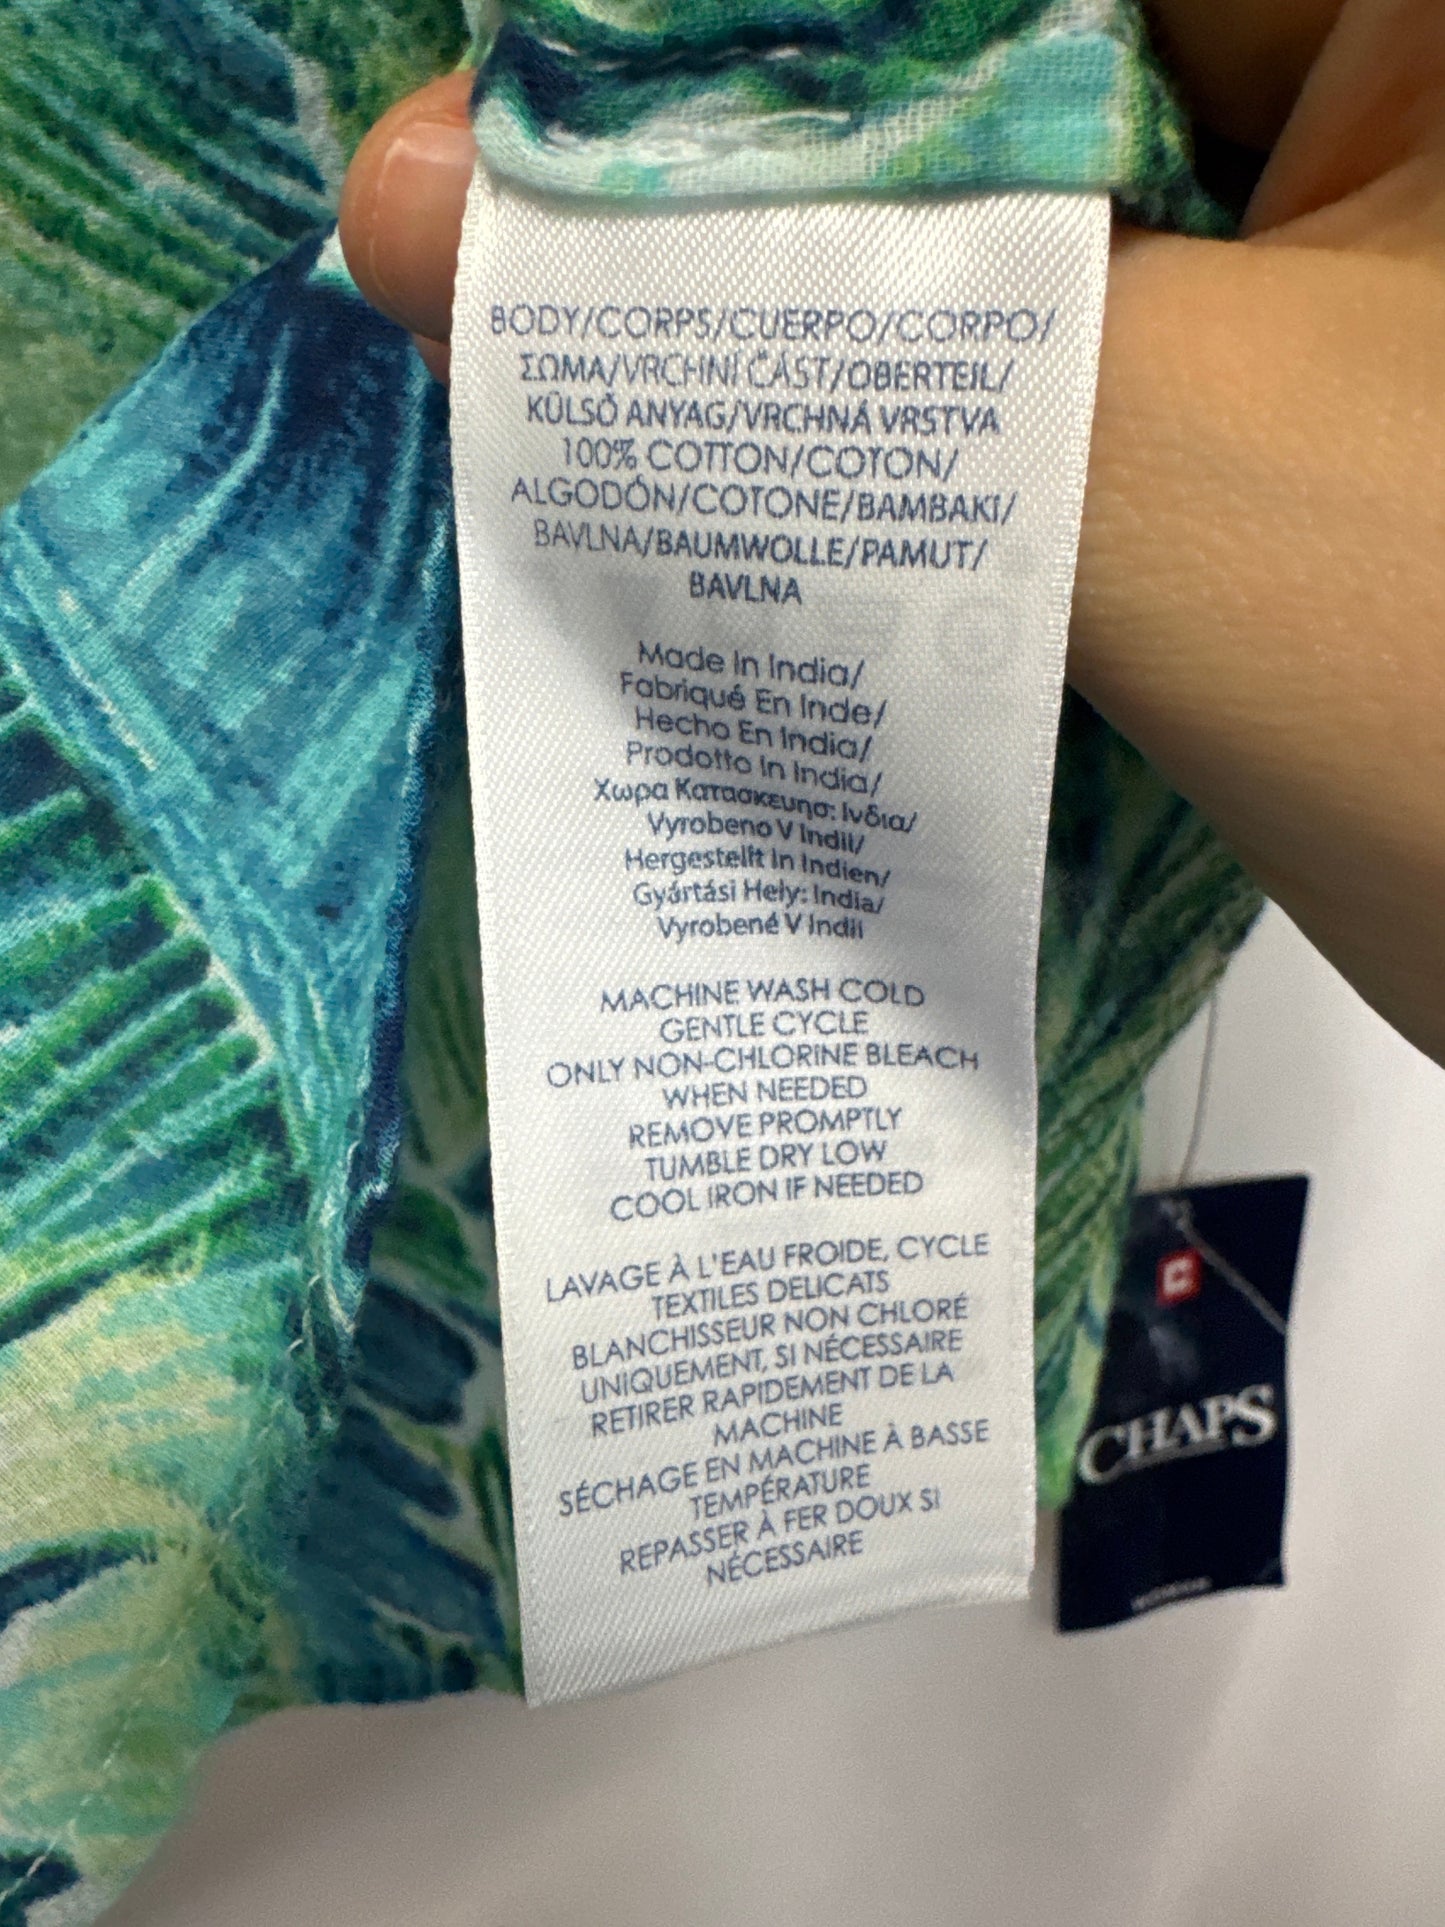 BODY/CORPS/CUERPO/CORPO/
ΣΩΜΑ/VRCHNÍ ČÁST/OBERTEIL/
KÜLSŐ ANYAG/VRCHNÁ VRSTVA
100% COTTON/COTON/
ALGODÓN/COTONE/BAMBAKI/
BAVLNA/BAUMWOLLE/PAMUT/
BAVLNA
Made In India/
Fabriqué En Inde/
Hecho En India/
Prodotto In India/
Χωρα Κατασκευησ: Ινδια/
Vyrobeno V Indii/
Hergestellt In Indien/
Gyártási Hely: India/
Vyrobené V Indii
MACHINE WASH COLD
GENTLE CYCLE
ONLY NON-CHLORINE BLEACH
WHEN NEEDED
REMOVE PROMPTLY
TUMBLE DRY LOW
COOL IRON IF NEEDED
LAVAGE À L'EAU FROIDE, CYCLE
TEXTILES DELICATS
BLANCHISSEUR NON CHLORÉ
UNIQUEMENT, SI NÉCESSAIRE
RETIRER RAPIDEMENT DE LA
MACHINE
SÉCHAGE EN MACHINE À BASSE
TEMPÉRATURE
REPASSER À FER DOUX SI
NÉCESSAIRE
CHAPS